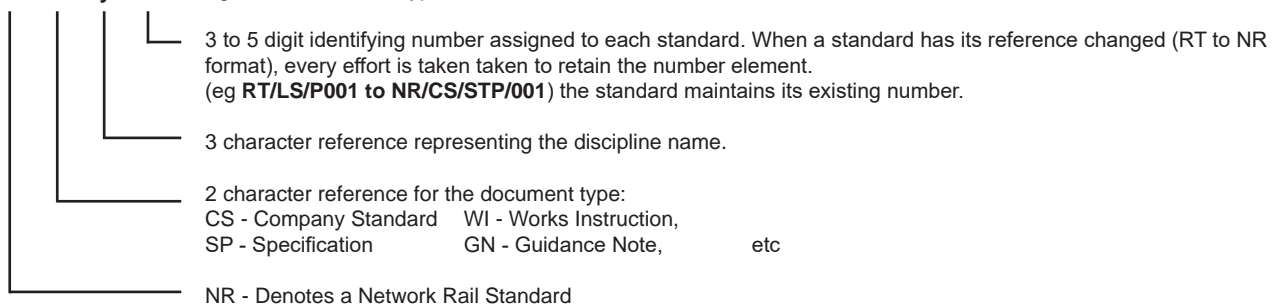 3 to 5 digit identifying number assigned to each standard. When a standard has its reference changed (RT to NR
format), every effort is taken taken to retain the number element.
(eg RT/LS/P001 to NR/CS/STP/001) the standard maintains its existing number.
3 character reference representing the discipline name.
2 character reference for the document type:
CS - Company Standard WI - Works Instruction,
SP - Specification GN - Guidance Note, etc
NR - Denotes a Network Rail Standard